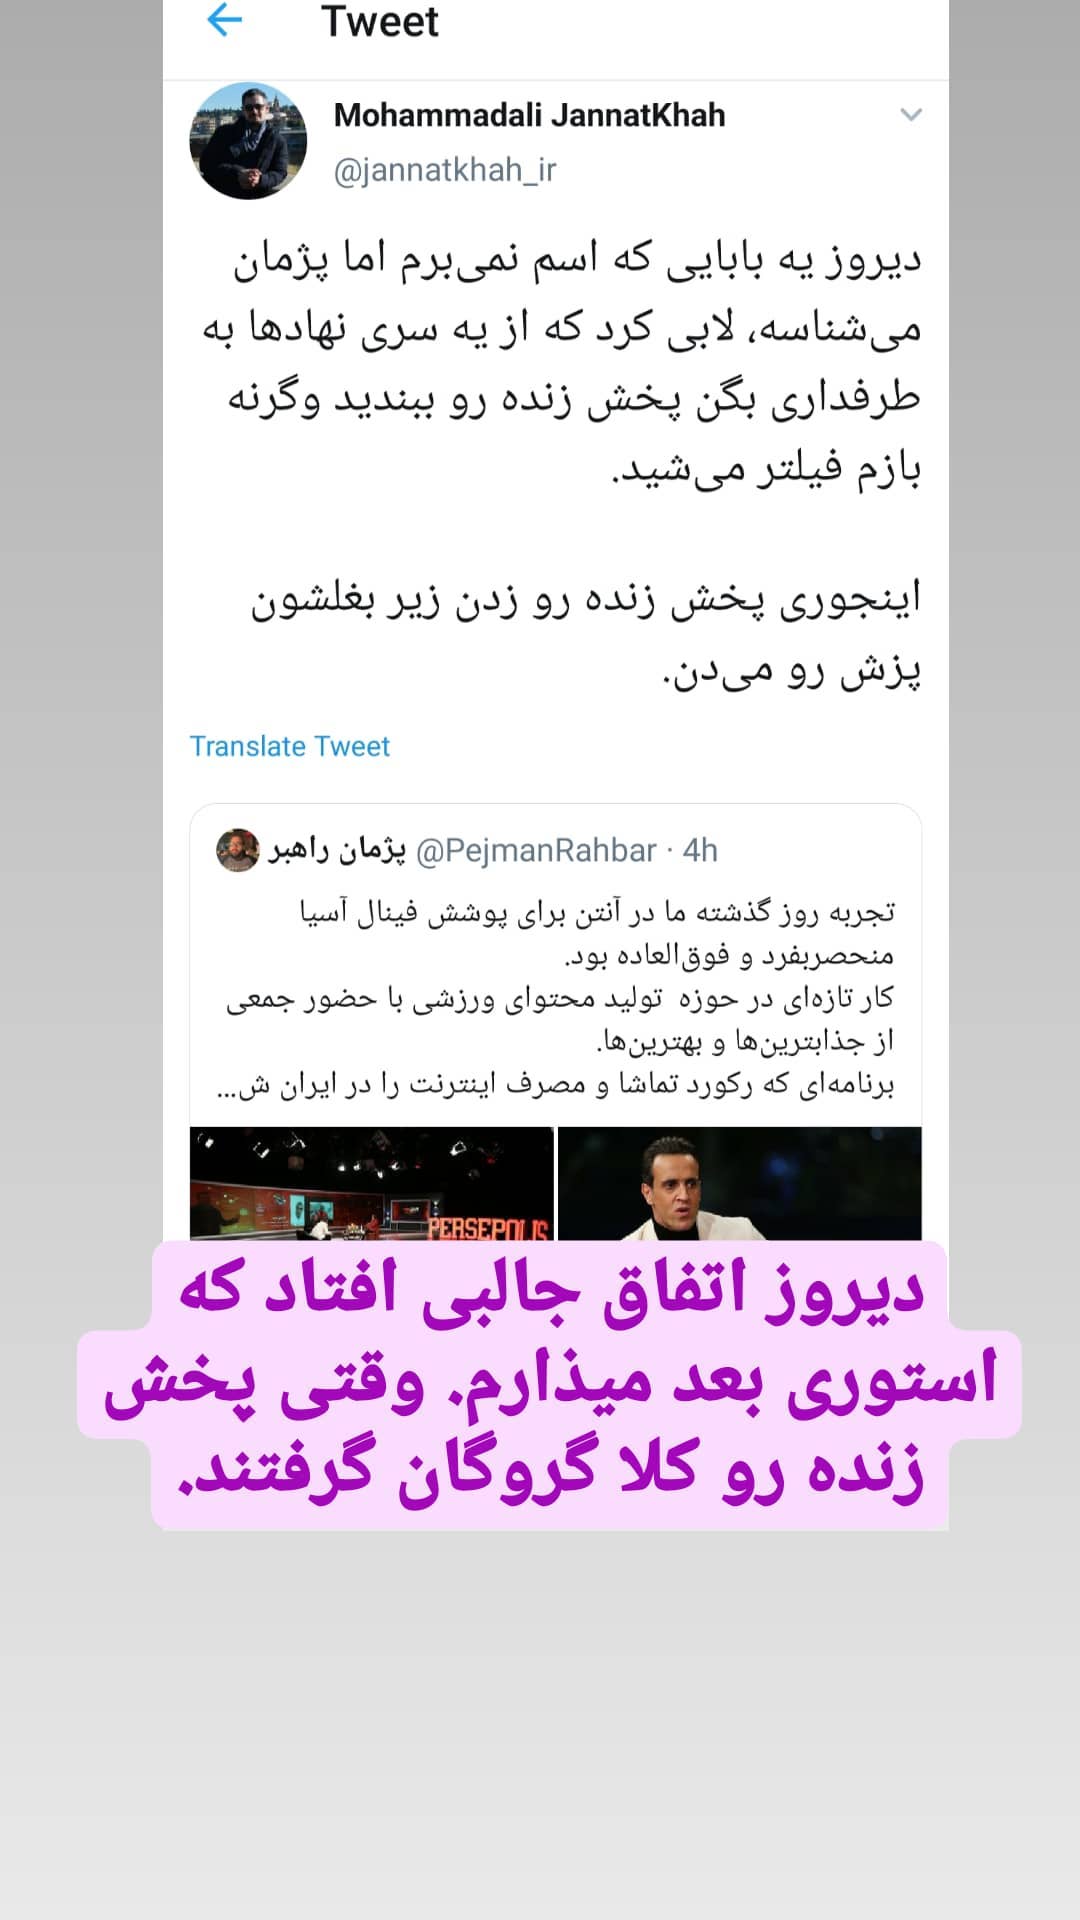 Tweet
Mohammadali JannatKhah
@jannatkhah_ir
دیروز یه بابایی که اسم نمی‌برم اما پژمان
می‌شناسه، لابی کرد که از یه سری نهادها به
طرفداری بگن پخش زنده رو ببندید وگرنه
بازم فیلتر می‌شید.
اینجوری پخش زنده رو زدن زیر بغلشون
پزش رو می‌دن.
Translate Tweet
پژمان راهبر @PejmanRahbar · 4h
تجربه روز گذشته ما در آنتن برای پوشش فینال آسیا
منحصربفرد و فوق‌العاده بود.
کار تازه‌ای در حوزه تولید محتوای ورزشی با حضور جمعی
از جذابترین‌ها و بهترین‌ها.
برنامه‌ای که رکورد تماشا و مصرف اینترنت را در ایران ش...
PERSEPOLIS
دیروز اتفاق جالبی افتاد که
استوری بعد میذارم. وقتی پخش
زنده رو کلا گروگان گرفتند.